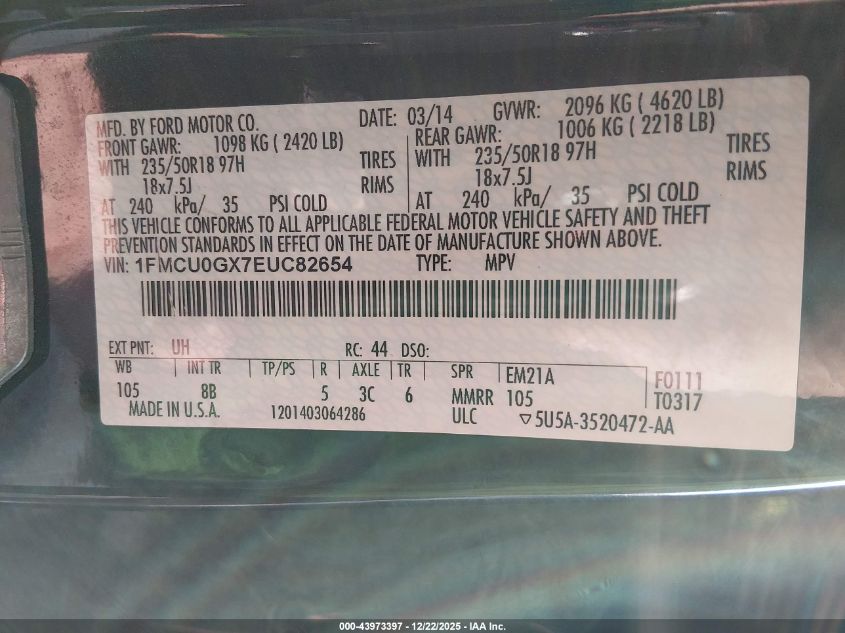 MFD. BY FORD MOTOR CO. DATE: 03/14 GVWR: 2096 KG ( 4620 LB)
FRONT GAWR: 1098 KG ( 2420 LB) REAR GAWR: 1006 KG ( 2218 LB)
WITH 235/50R18 97H TIRES WITH 235/50R18 97H TIRES
18x7.5J RIMS 18x7.5J RIMS
AT 240 kPa/ 35 PSI COLD AT 240 kPa/ 35 PSI COLD
THIS VEHICLE CONFORMS TO ALL APPLICABLE FEDERAL MOTOR VEHICLE SAFETY AND THEFT
PREVENTION STANDARDS IN EFFECT ON THE DATE OF MANUFACTURE SHOWN ABOVE.
VIN: 1FMCU0GX7EUC82654 TYPE: MPV
EXT PNT: UH RC: 44 DSO:
WB INT TR TP/PS R AXLE TR SPR EM21A F0111
105 8B 5 3C 6 MMRR 105 T0317
MADE IN U.S.A. 1201403064286 ULC ▽5U5A-3520472-AA
000-43973397 - 12/22/2025 - IAA Inc.